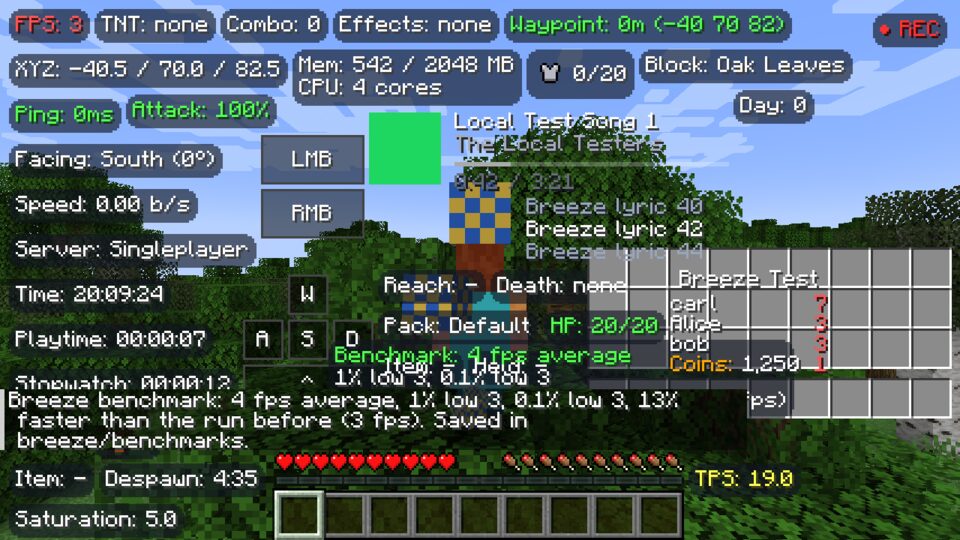 FPS: 3
TNT: none
Combo: 0
Effects: none
Waypoint: 0m (-40 70 82)
● REC
XYZ: -40.5 / 70.0 / 82.5
Mem: 542 / 2048 MB
CPU: 4 cores
0/20
Block: Oak Leaves
Day: 0
Ping: 0ms
Attack: 100%
Local Test Song 1
The Local Testers
0:42 / 3:21
Facing: South (0°)
LMB
Speed: 0.00 b/s
RMB
Breeze lyric 40
Breeze lyric 42
Breeze lyric 44
Server: Singleplayer
Breeze Test
Time: 20:09:24
W
Reach: - Death: none
carl 7
Alice 3
bob 3
Coins: 1,250 1
Playtime: 00:00:07
A S D
Pack: Default
HP: 20/20
Benchmark: 4 fps average
Item: - Held: -
1% low 3, 0.1% low 3
Stopwatch: 00:00:12
^
Breeze benchmark: 4 fps average, 1% low 3, 0.1% low 3, 13%
faster than the run before (3 fps). Saved in
breeze/benchmarks.
fps)
Item: -
Despawn: 4:35
TPS: 19.0
Saturation: 5.0